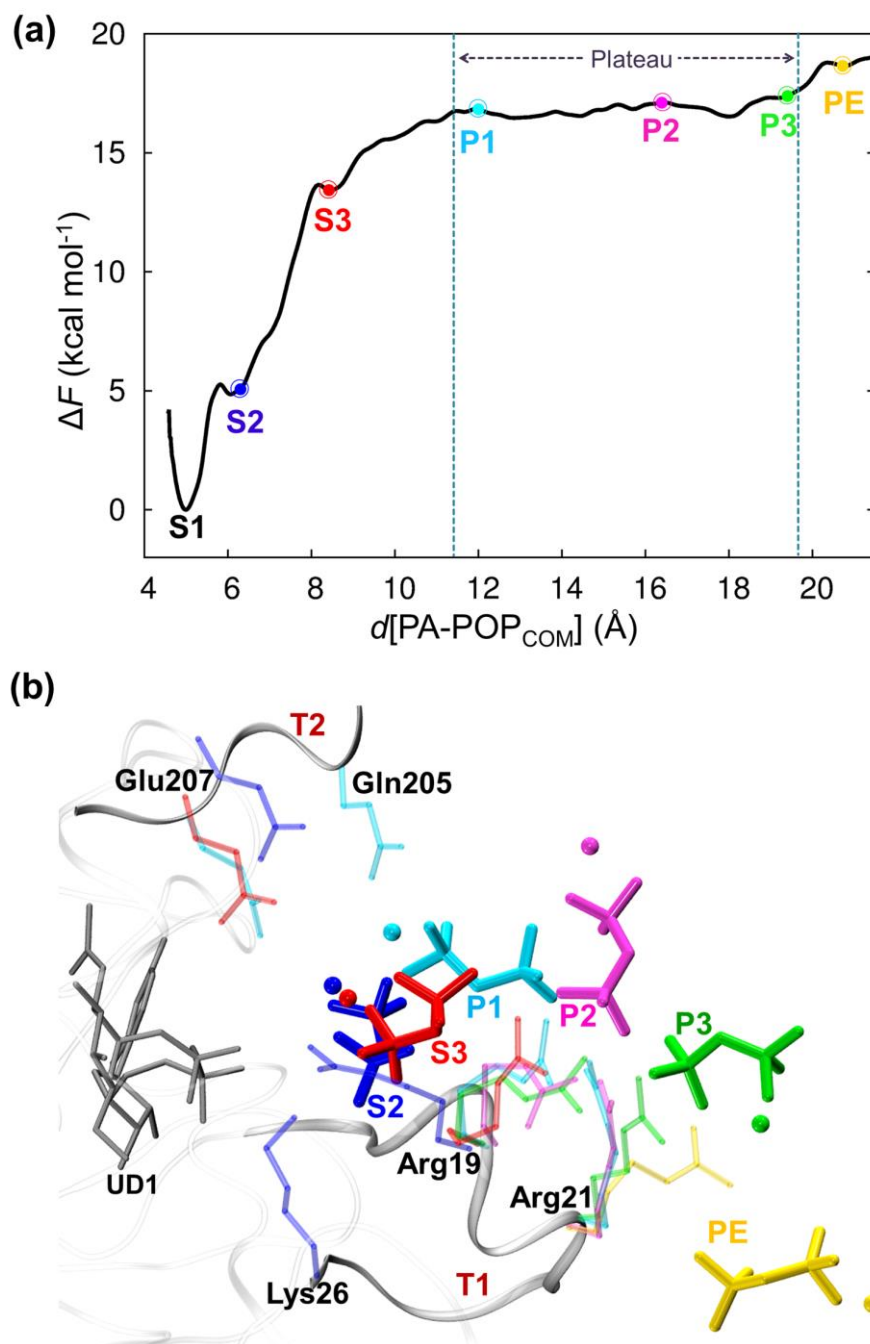 (a)
20
15
10
5
0
ΔF (kcal mol⁻¹)
Plateau
P1
P2
P3
PE
S3
S2
S1
4 6 8 10 12 14 16 18 20
d[PA-POP_COM] (Å)
(b)
T2
Glu207
Gln205
P1
P2
P3
S3
S2
UD1
Arg19
Arg21
PE
Lys26
T1